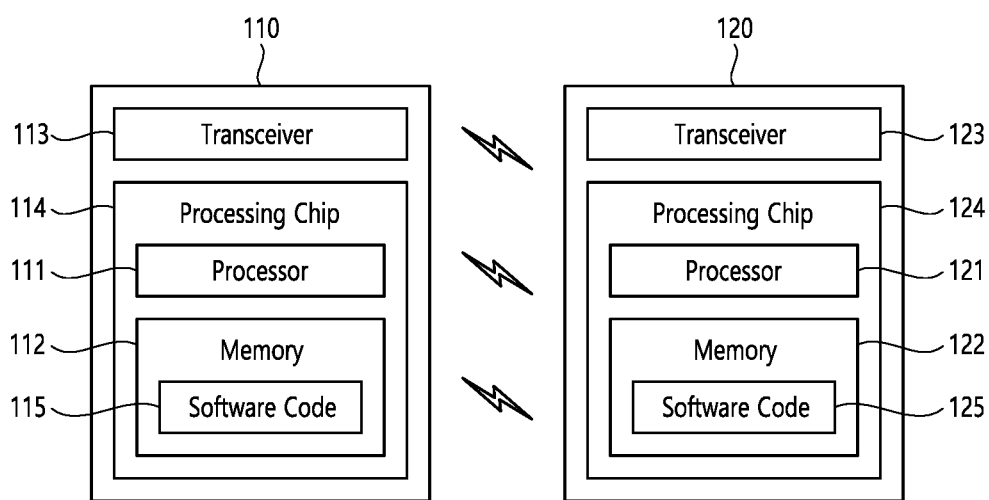 110
120
113
Transceiver
Transceiver
123
114
Processing Chip
Processing Chip
124
111
Processor
Processor
121
112
Memory
Memory
122
115
Software Code
Software Code
125